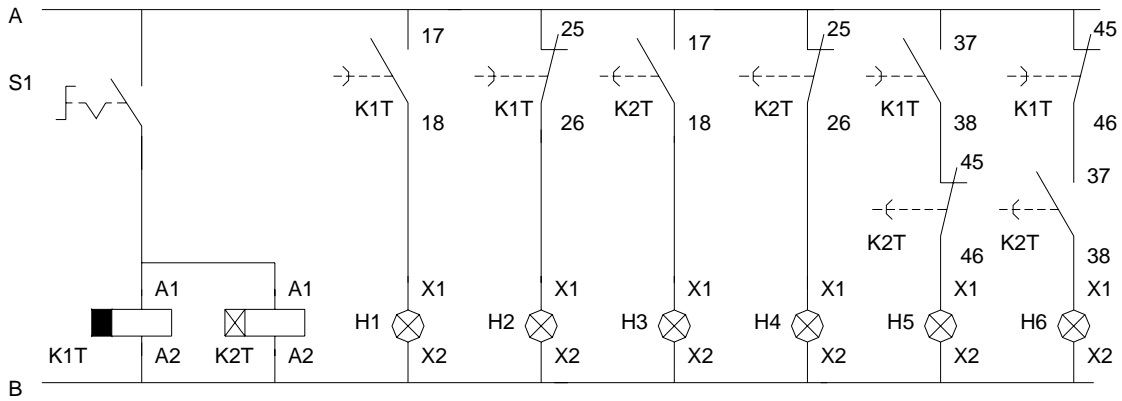 A
17 25 17 25 37 45
S1
K1T K1T K2T K2T K1T K1T
18 26 18 26 38 46
45 37
K2T K2T
46 38
A1 A1 X1 X1 X1 X1 X1 X1
H1 H2 H3 H4 H5 H6
K1T A2 K2T A2 X2 X2 X2 X2 X2 X2
B